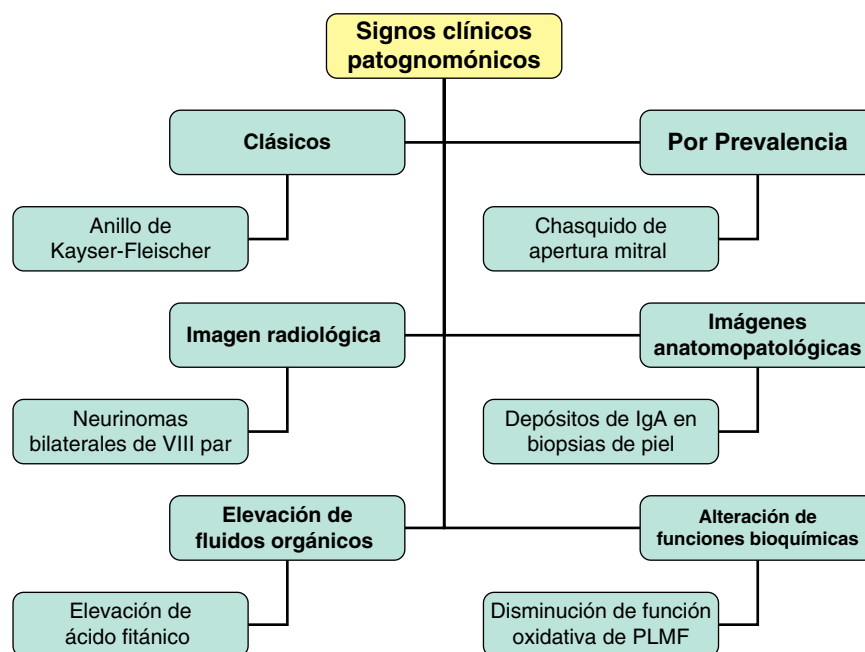 Signos clínicos
patognomónicos
Clásicos
Por Prevalencia
Anillo de
Kayser-Fleischer
Chasquido de
apertura mitral
Imagen radiológica
Imágenes
anatomopatológicas
Neurinomas
bilaterales de VIII par
Depósitos de IgA en
biopsias de piel
Elevación de
fluidos orgánicos
Alteración de
funciones bioquímicas
Elevación de
ácido fitánico
Disminución de función
oxidativa de PLMF